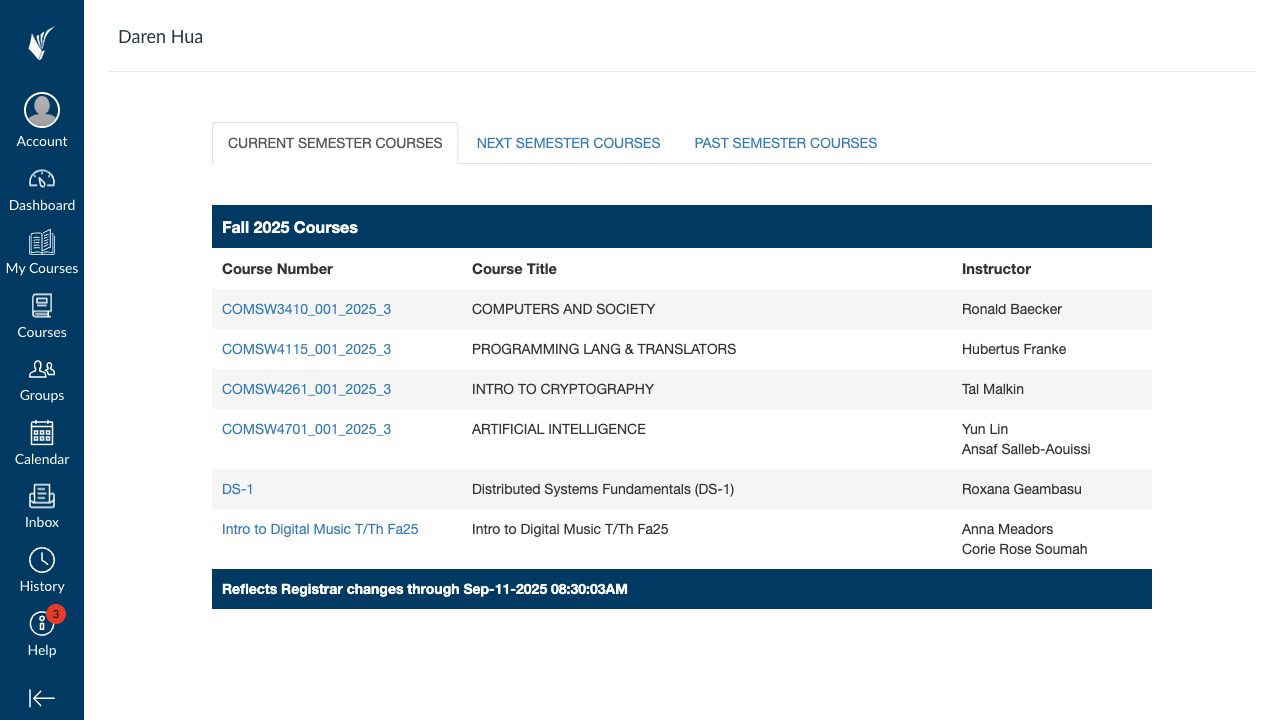 Daren Hua
Account
Dashboard
My Courses
Courses
Groups
Calendar
Inbox
History
3
Help
CURRENT SEMESTER COURSES NEXT SEMESTER COURSES PAST SEMESTER COURSES
Fall 2025 Courses
Course Number Course Title Instructor
COMSW3410_001_2025_3 COMPUTERS AND SOCIETY Ronald Baecker
COMSW4115_001_2025_3 PROGRAMMING LANG & TRANSLATORS Hubertus Franke
COMSW4261_001_2025_3 INTRO TO CRYPTOGRAPHY Tal Malkin
COMSW4701_001_2025_3 ARTIFICIAL INTELLIGENCE Yun Lin
Ansaf Salleb-Aouissi
DS-1 Distributed Systems Fundamentals (DS-1) Roxana Geambasu
Intro to Digital Music T/Th Fa25 Intro to Digital Music T/Th Fa25 Anna Meadors
Corie Rose Soumah
Reflects Registrar changes through Sep-11-2025 08:30:03AM